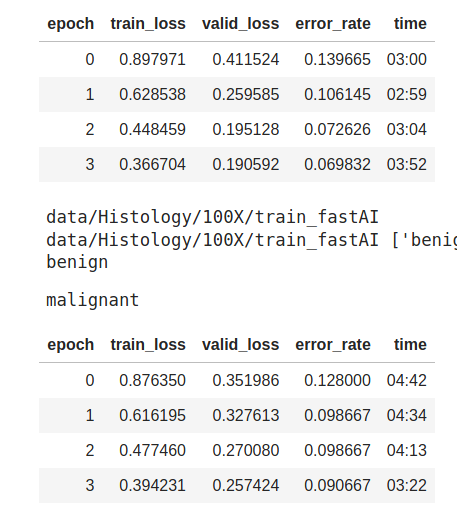 epoch train_loss valid_loss error_rate time
0 0.897971 0.411524 0.139665 03:00
1 0.628538 0.259585 0.106145 02:59
2 0.448459 0.195128 0.072626 03:04
3 0.366704 0.190592 0.069832 03:52
data/Histology/100X/train_fastAI
data/Histology/100X/train_fastAI ['benig
benign
malignant
epoch train_loss valid_loss error_rate time
0 0.876350 0.351986 0.128000 04:42
1 0.616195 0.327613 0.098667 04:34
2 0.477460 0.270080 0.098667 04:13
3 0.394231 0.257424 0.090667 03:22